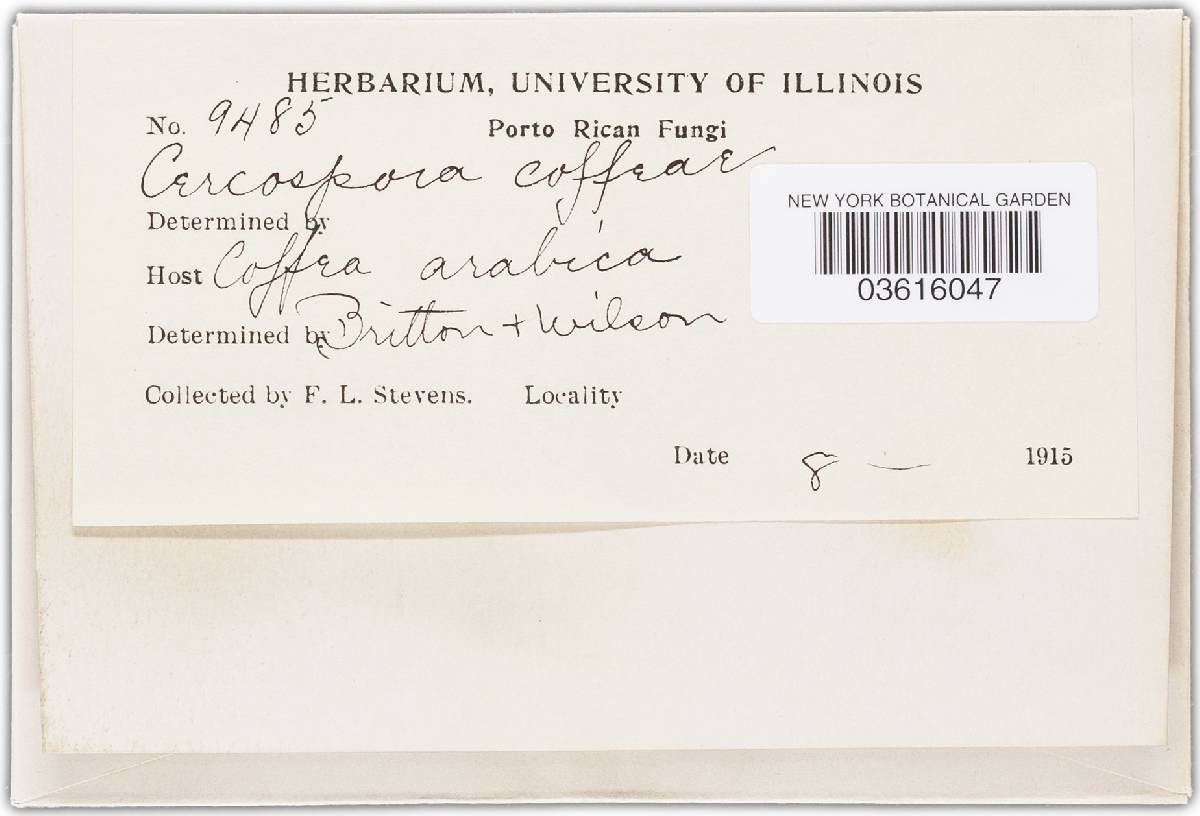 HERBARIUM, UNIVERSITY OF ILLINOIS
No. 9485 Porto Rican Fungi
Cercospora coffeae
Determined by
Host Coffea arabica
Determined by Britton + Wilson
Collected by F. L. Stevens. Locality
Date 8 — 1915
NEW YORK BOTANICAL GARDEN
03616047